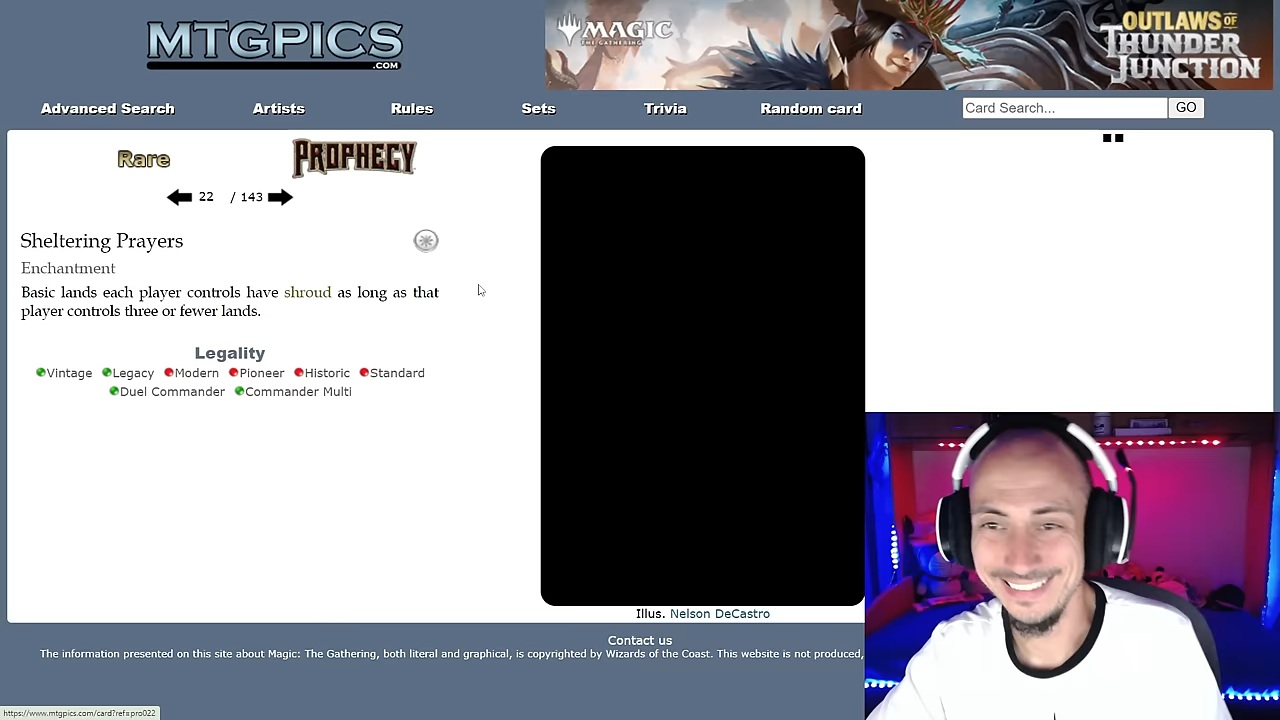 MTGPICS
.COM
MAGIC
THE GATHERING
OUTLAWS OF
THUNDER
JUNCTION
Advanced Search
Artists
Rules
Sets
Trivia
Random card
Card Search...
GO
Rare
PROPHECY
22 / 143
Sheltering Prayers
Enchantment
Basic lands each player controls have shroud as long as that
player controls three or fewer lands.
Legality
Vintage Legacy Modern Pioneer Historic Standard
Duel Commander Commander Multi
Illus. Nelson DeCastro
Contact us
The information presented on this site about Magic: The Gathering, both literal and graphical, is copyrighted by Wizards of the Coast. This website is not produced,
https://www.mtgpics.com/card?ref=pro022